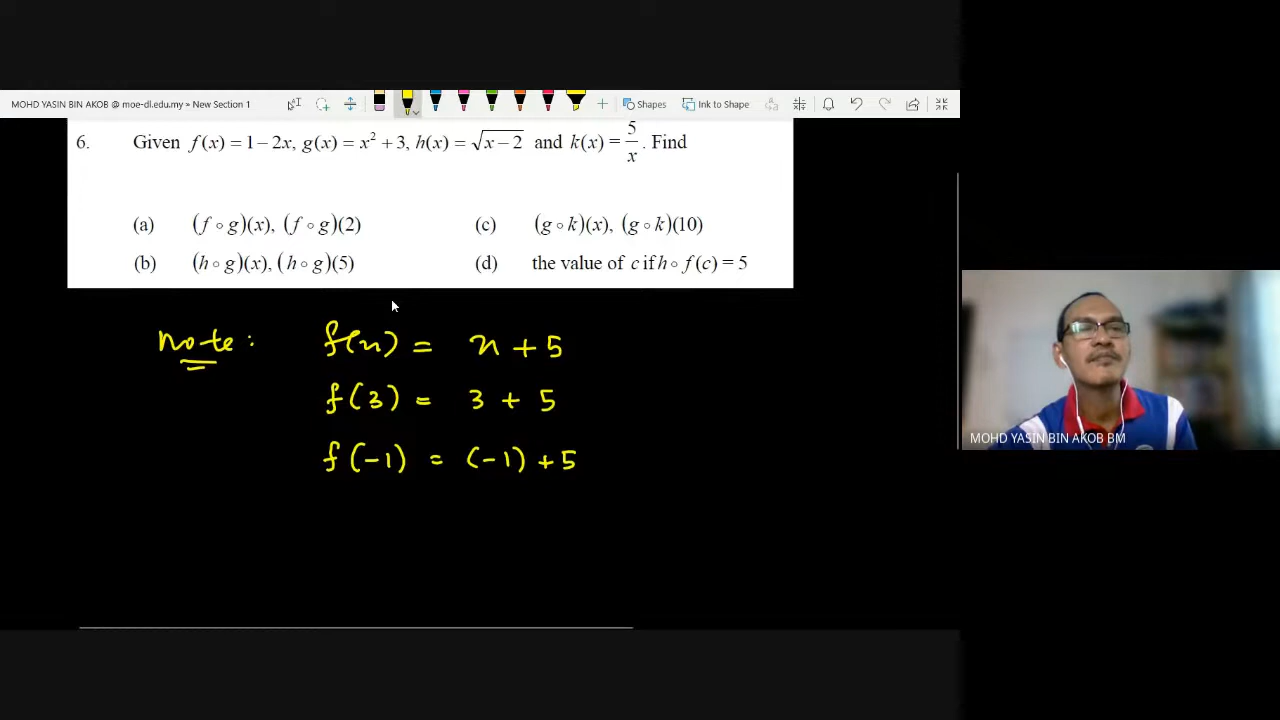 MOHD YASIN BIN AKOB @ moe-dl.edu.my » New Section 1
Shapes
Ink to Shape
6. Given f(x) = 1 – 2x, g(x) = x² + 3, h(x) = √(x – 2) and k(x) = 5/x. Find
(a) (f ∘ g)(x), (f ∘ g)(2) (c) (g ∘ k)(x), (g ∘ k)(10)
(b) (h ∘ g)(x), (h ∘ g)(5) (d) the value of c if h ∘ f(c) = 5
Note : f(x) = x + 5
f(3) = 3 + 5
f(-1) = (-1) + 5
MOHD YASIN BIN AKOB BM